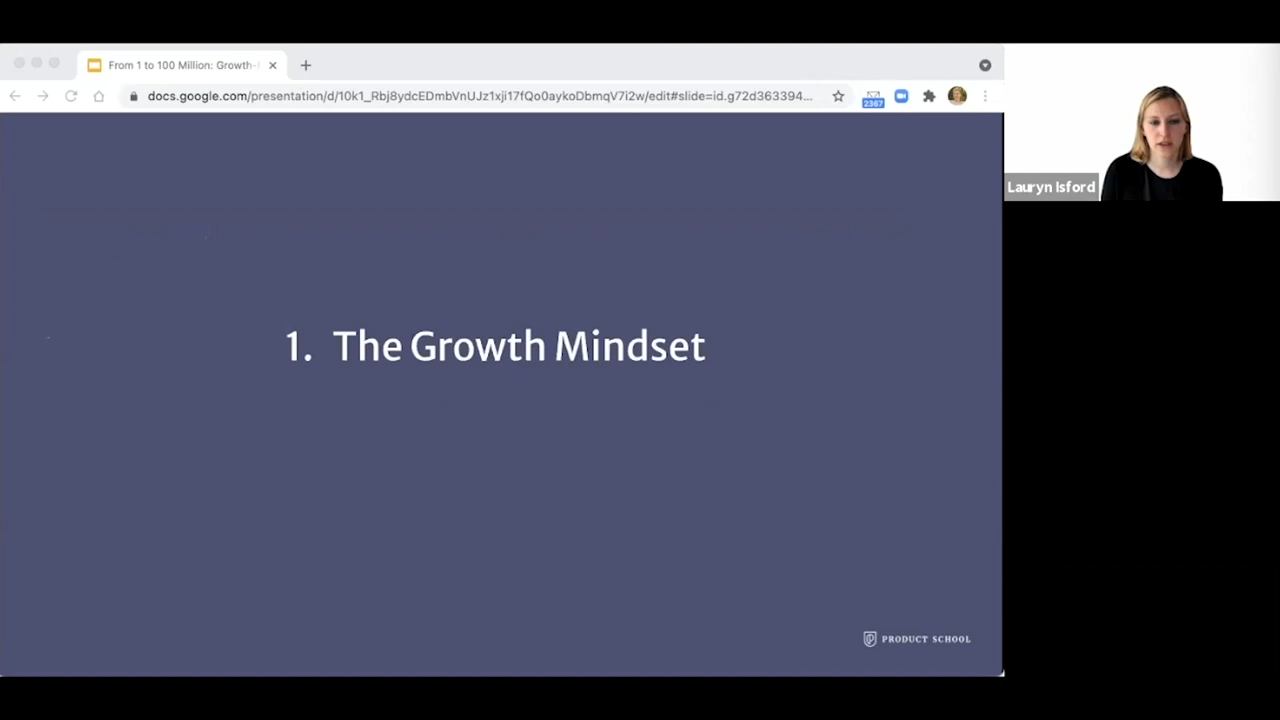 From 1 to 100 Million: Growth-
docs.google.com/presentation/d/10k1_Rbj8ydcEDmbVnUJz1xji17fQo0aykoDbmqV7i2w/edit#slide=id.g72d363394...
2367
Lauryn Isford
1. The Growth Mindset
PRODUCT SCHOOL